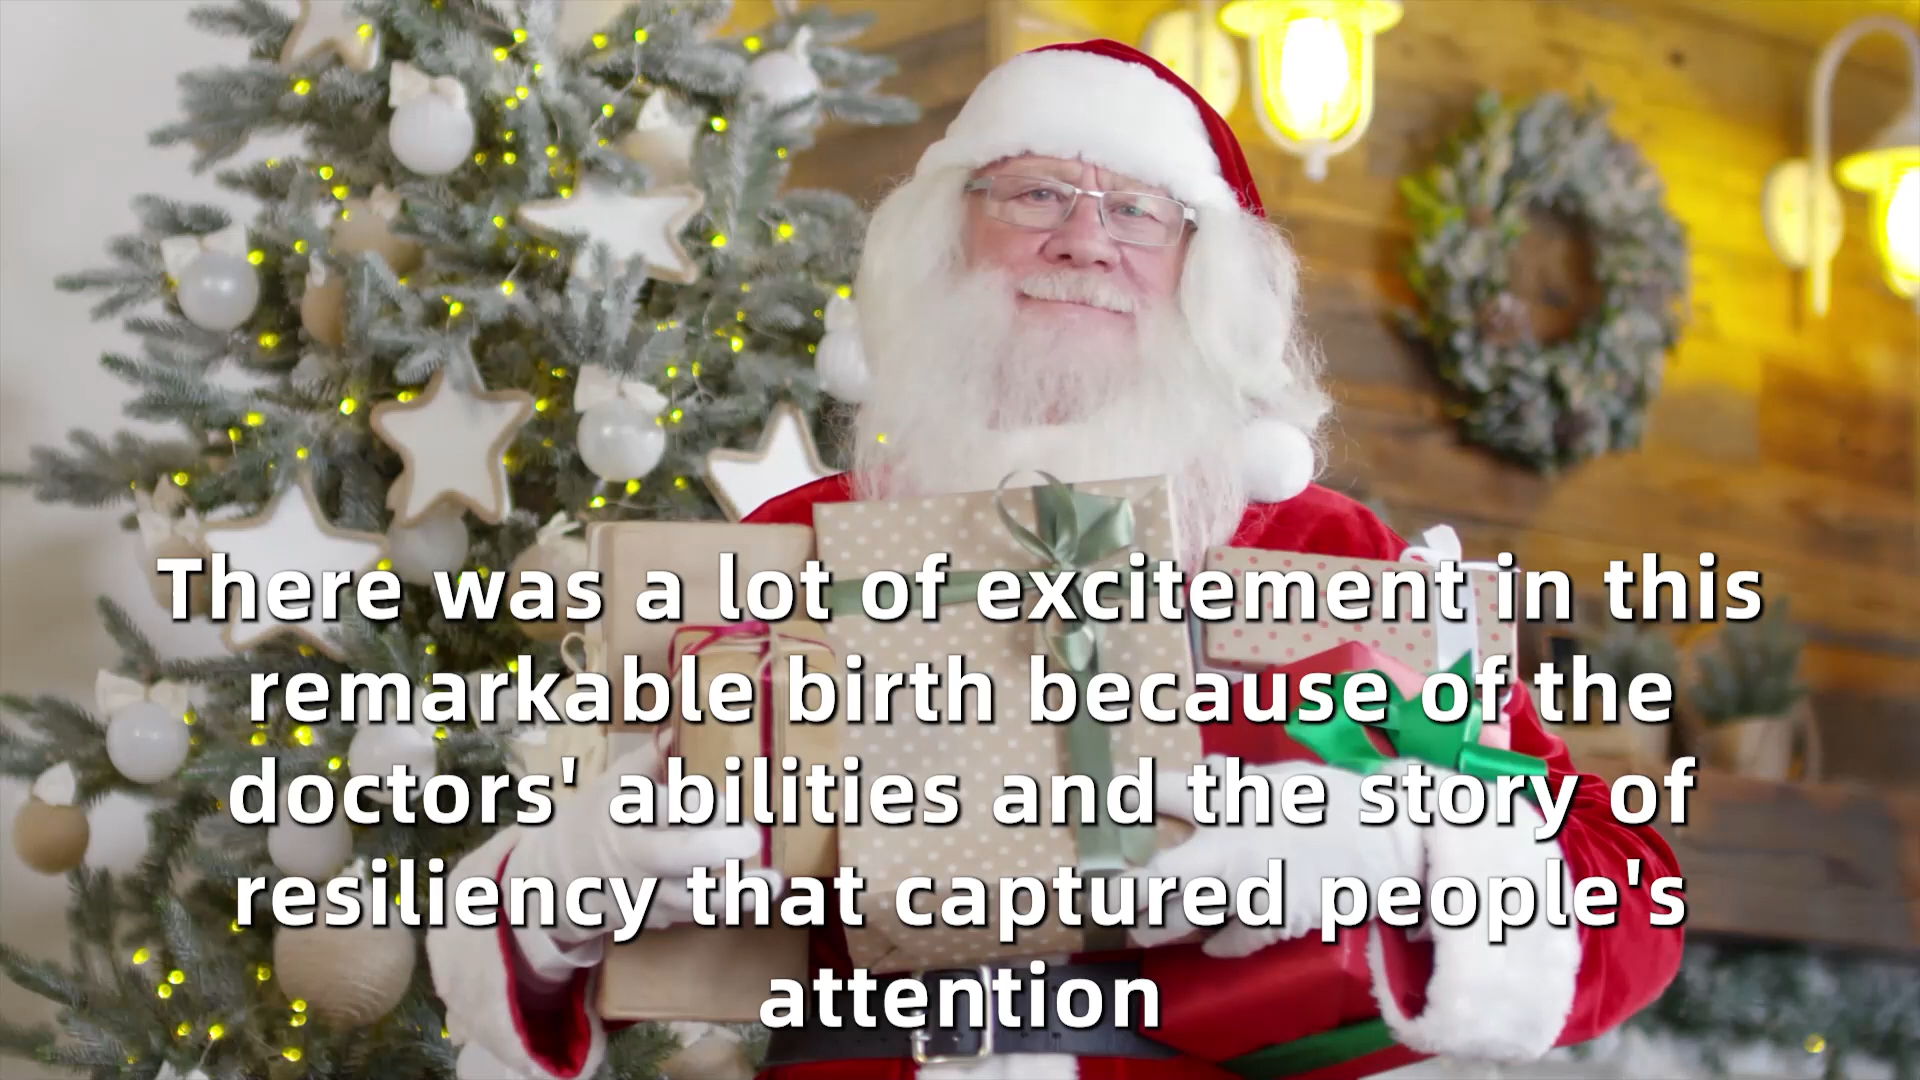 There was a lot of excitement in this
remarkable birth because of the
doctors' abilities and the story of
resiliency that captured people's
attention